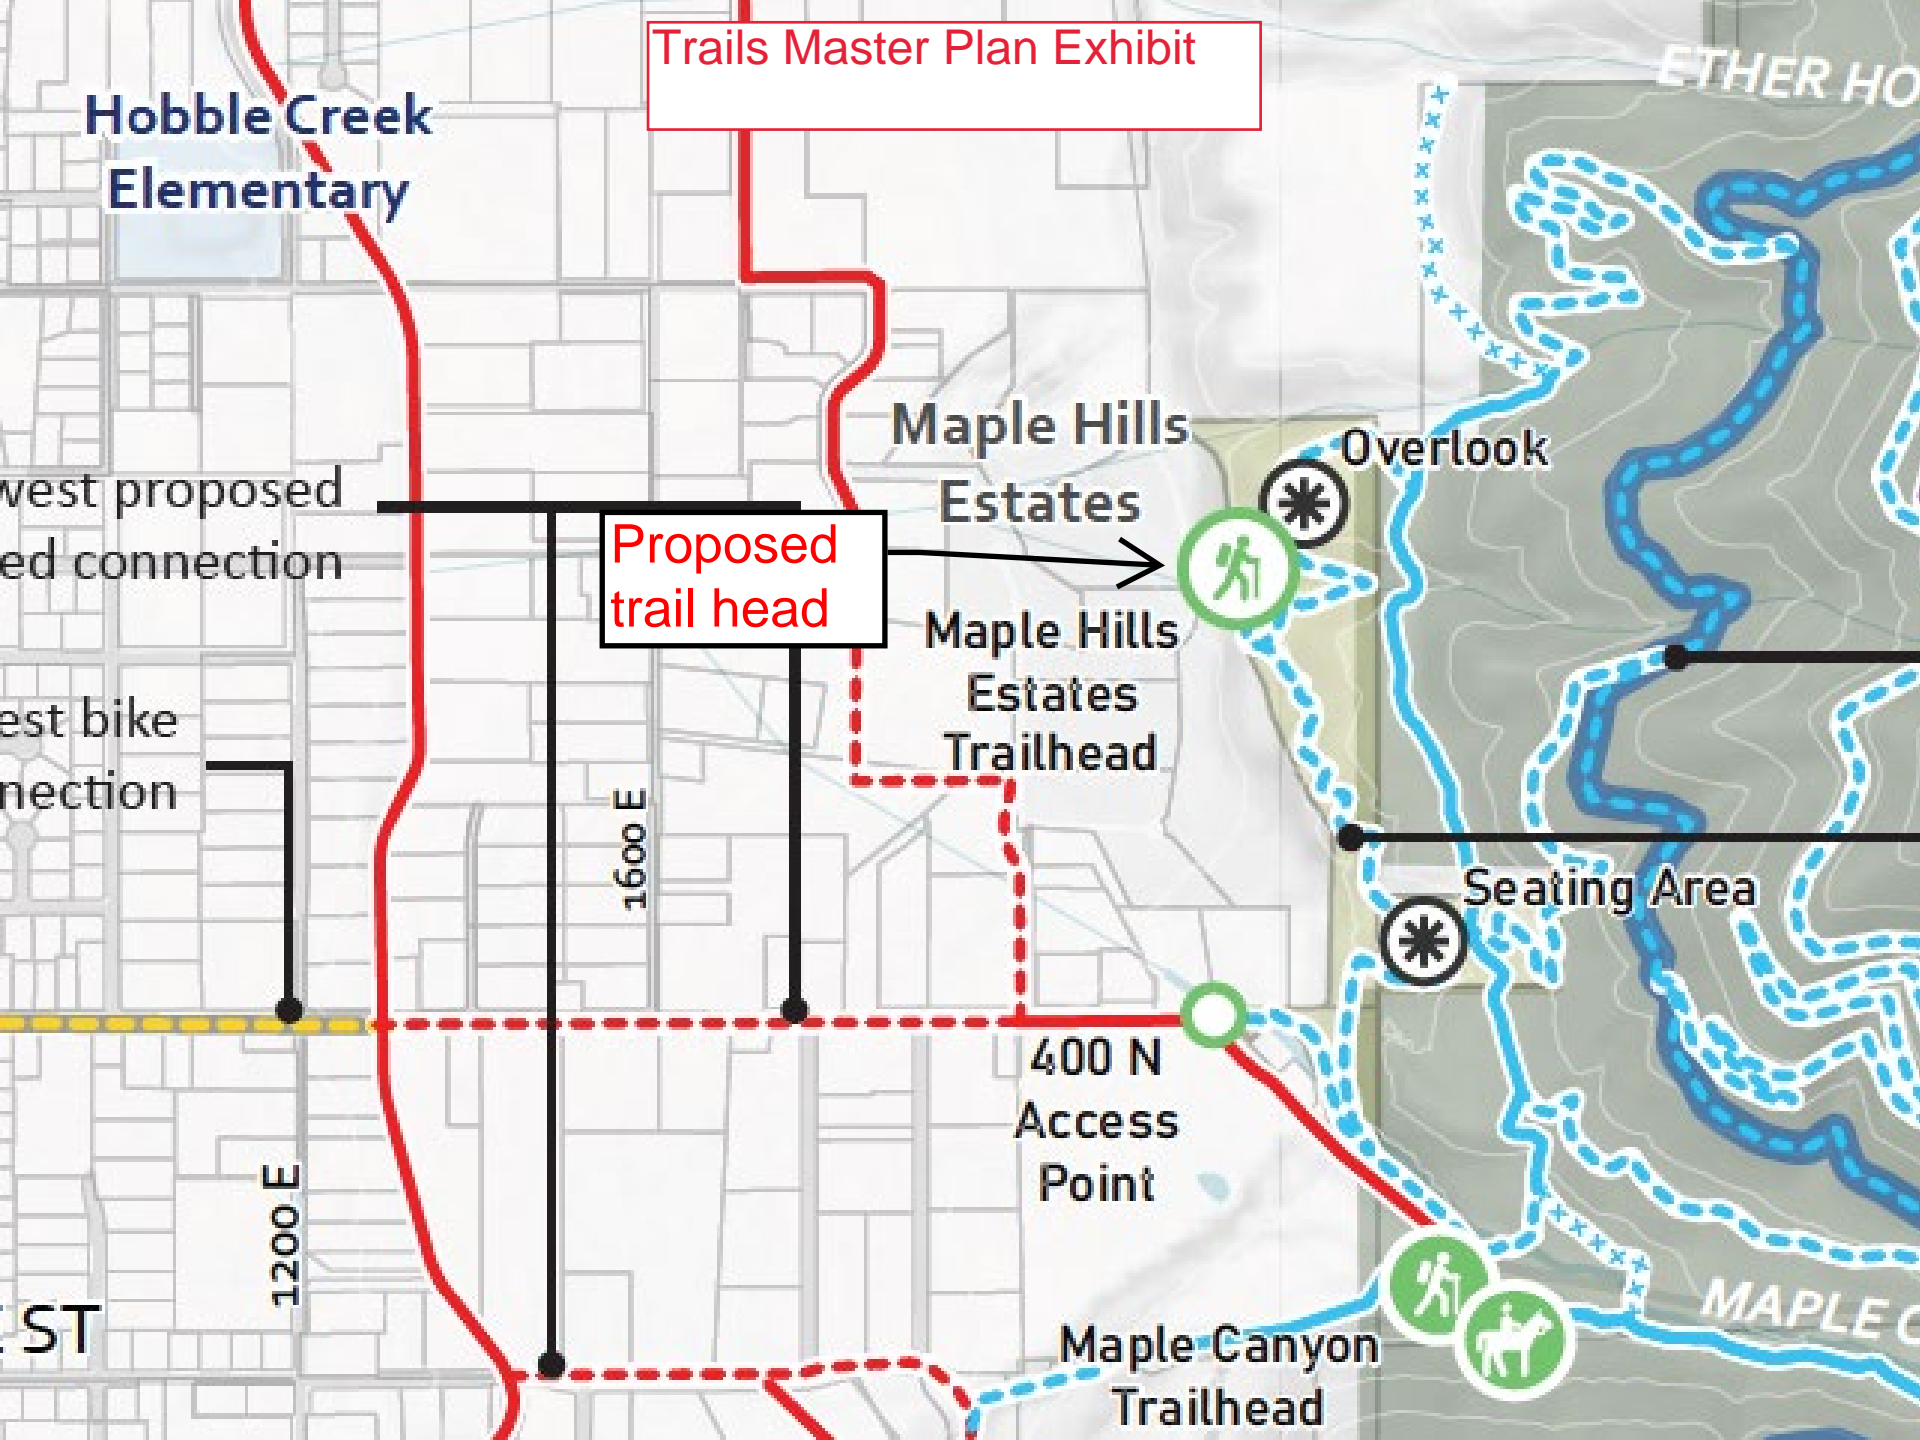 Trails Master Plan Exhibit
ETHER HO
Hobble Creek
Elementary
Maple Hills
Estates
Overlook
west proposed
ed connection
Proposed
trail head
Maple Hills
Estates
Trailhead
est bike
nnection
1600 E
Seating Area
400 N
Access
Point
1200 E
ST
MAPLE C
Maple Canyon
Trailhead